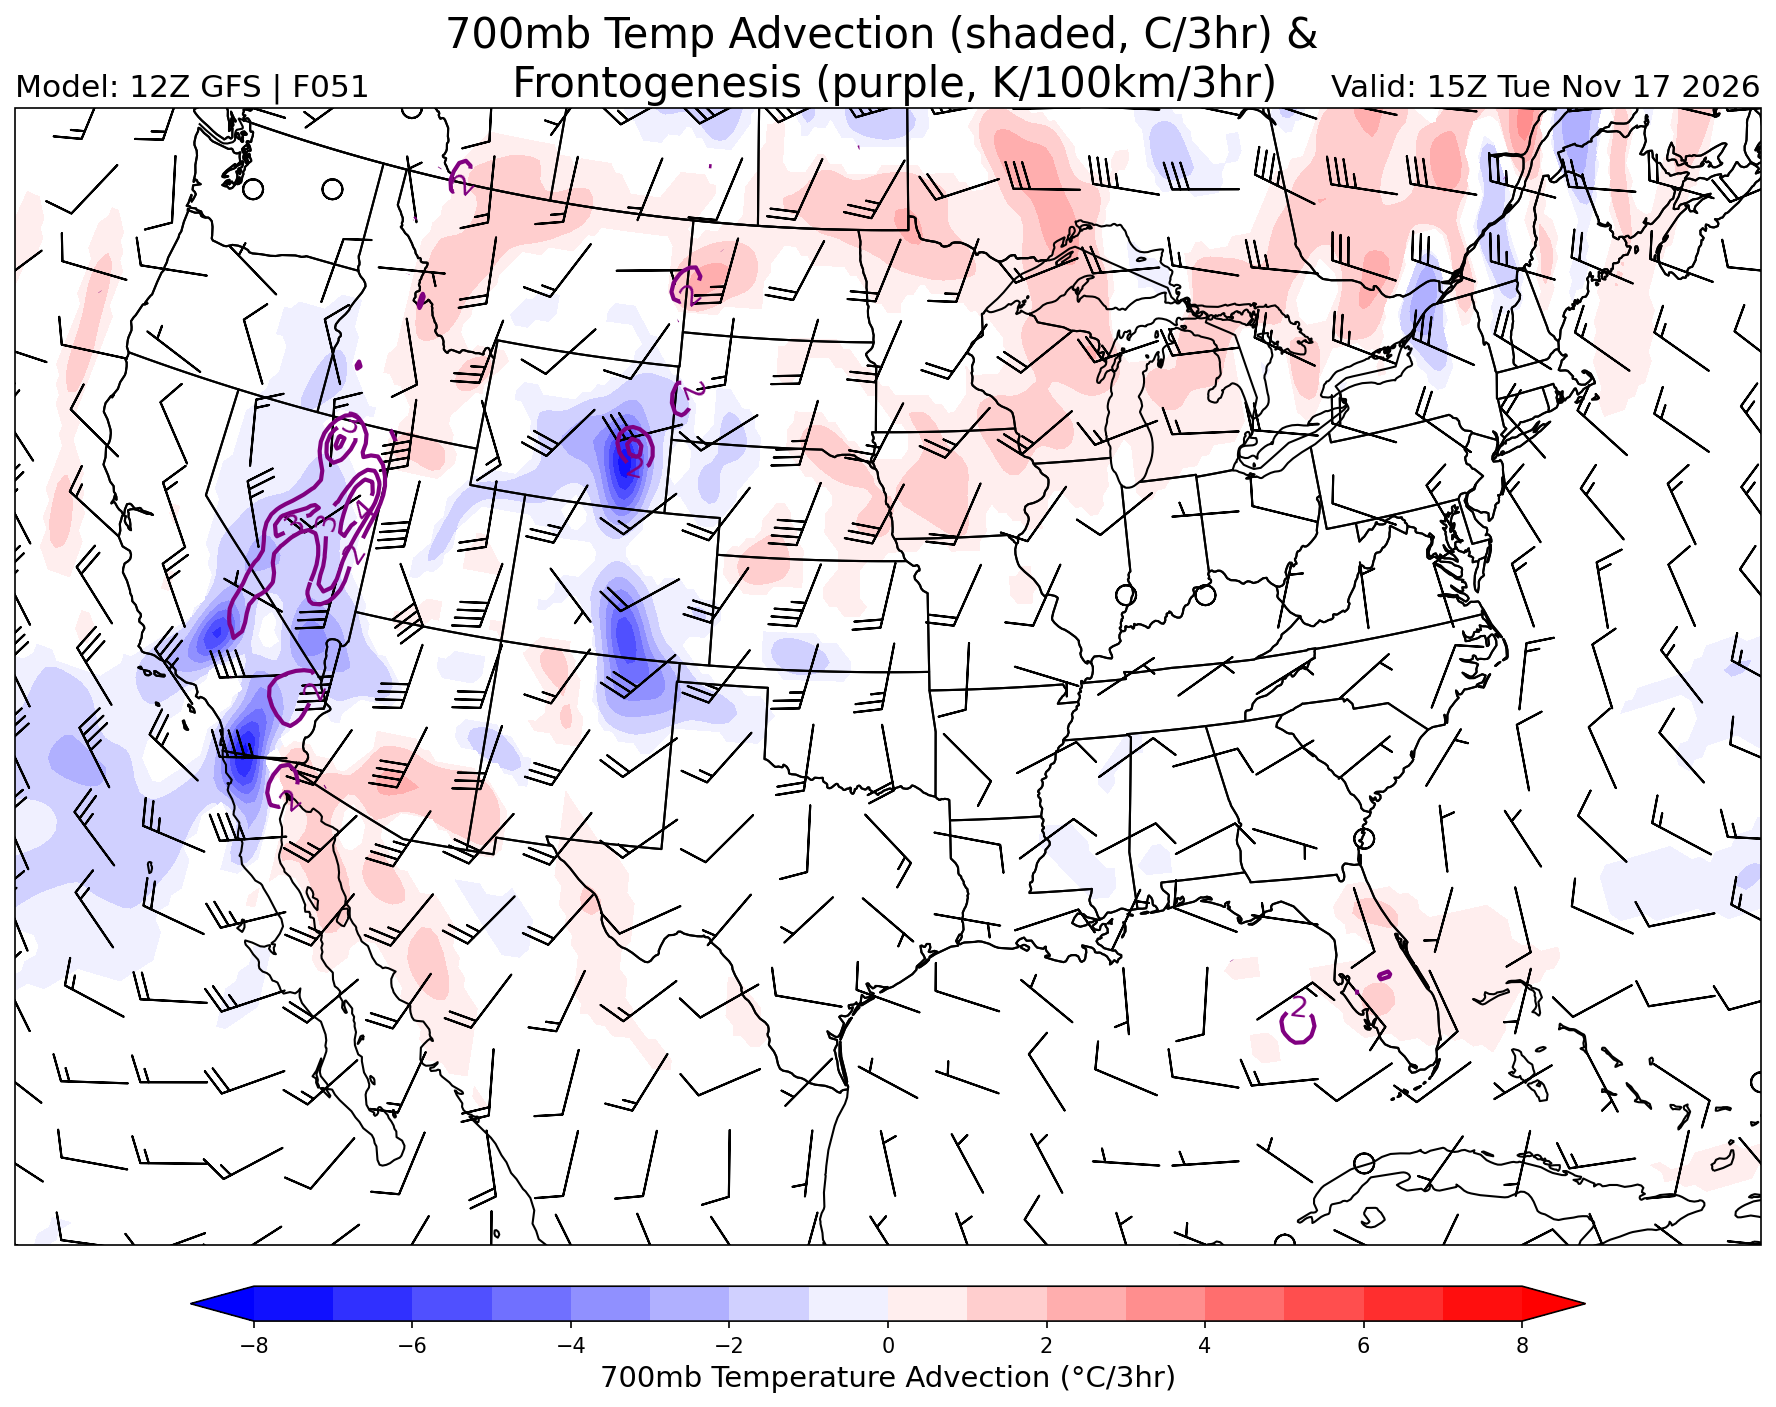 700mb Temp Advection (shaded, C/3hr) &
Frontogenesis (purple, K/100km/3hr)
Model: 12Z GFS | F051
Valid: 15Z Tue Nov 17 2026
−8 −6 −4 −2 0 2 4 6 8
700mb Temperature Advection (°C/3hr)